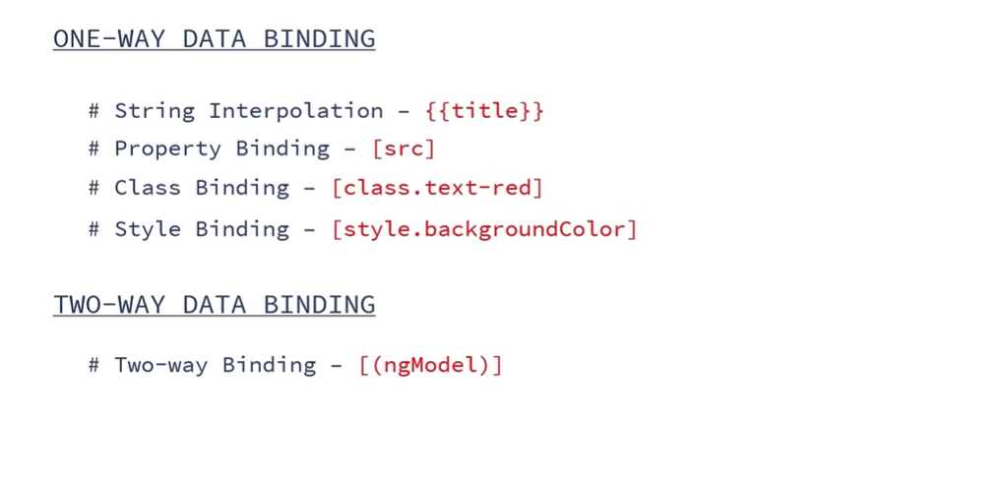 ONE-WAY DATA BINDING
# String Interpolation – {{title}}
# Property Binding – [src]
# Class Binding – [class.text-red]
# Style Binding – [style.backgroundColor]
TWO-WAY DATA BINDING
# Two-way Binding – [(ngModel)]